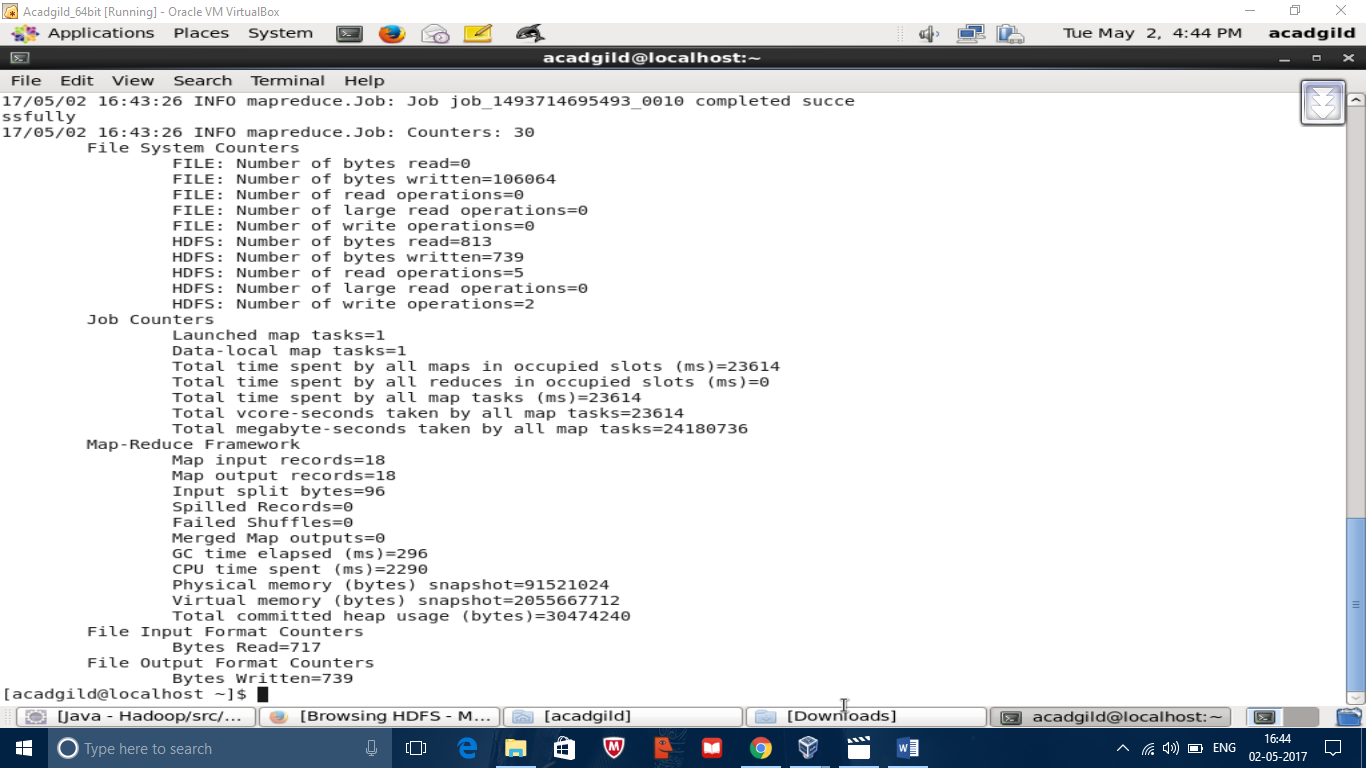 Acadgild_64bit [Running] - Oracle VM VirtualBox
Applications Places System Tue May 2, 4:44 PM acadgild
acadgild@localhost:~
File Edit View Search Terminal Help
17/05/02 16:43:26 INFO mapreduce.Job: Job job_1493714695493_0010 completed succe
ssfully
17/05/02 16:43:26 INFO mapreduce.Job: Counters: 30
File System Counters
FILE: Number of bytes read=0
FILE: Number of bytes written=106064
FILE: Number of read operations=0
FILE: Number of large read operations=0
FILE: Number of write operations=0
HDFS: Number of bytes read=813
HDFS: Number of bytes written=739
HDFS: Number of read operations=5
HDFS: Number of large read operations=0
HDFS: Number of write operations=2
Job Counters
Launched map tasks=1
Data-local map tasks=1
Total time spent by all maps in occupied slots (ms)=23614
Total time spent by all reduces in occupied slots (ms)=0
Total time spent by all map tasks (ms)=23614
Total vcore-seconds taken by all map tasks=23614
Total megabyte-seconds taken by all map tasks=24180736
Map-Reduce Framework
Map input records=18
Map output records=18
Input split bytes=96
Spilled Records=0
Failed Shuffles=0
Merged Map outputs=0
GC time elapsed (ms)=296
CPU time spent (ms)=2290
Physical memory (bytes) snapshot=91521024
Virtual memory (bytes) snapshot=2055667712
Total committed heap usage (bytes)=30474240
File Input Format Counters
Bytes Read=717
File Output Format Counters
Bytes Written=739
[acadgild@localhost ~]$
[Java - Hadoop/src/... [Browsing HDFS - M... [acadgild] [Downloads] acadgild@localhost:~
Type here to search ENG 16:44
02-05-2017